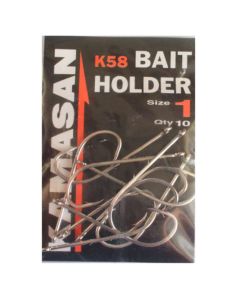 KAMASAN
K58 BAIT
HOLDER
Size 1
Qty 10